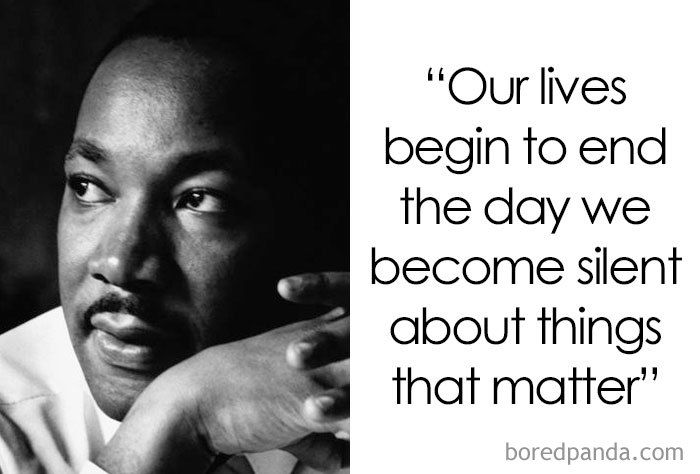 “Our lives
begin to end
the day we
become silent
about things
that matter”
boredpanda.com